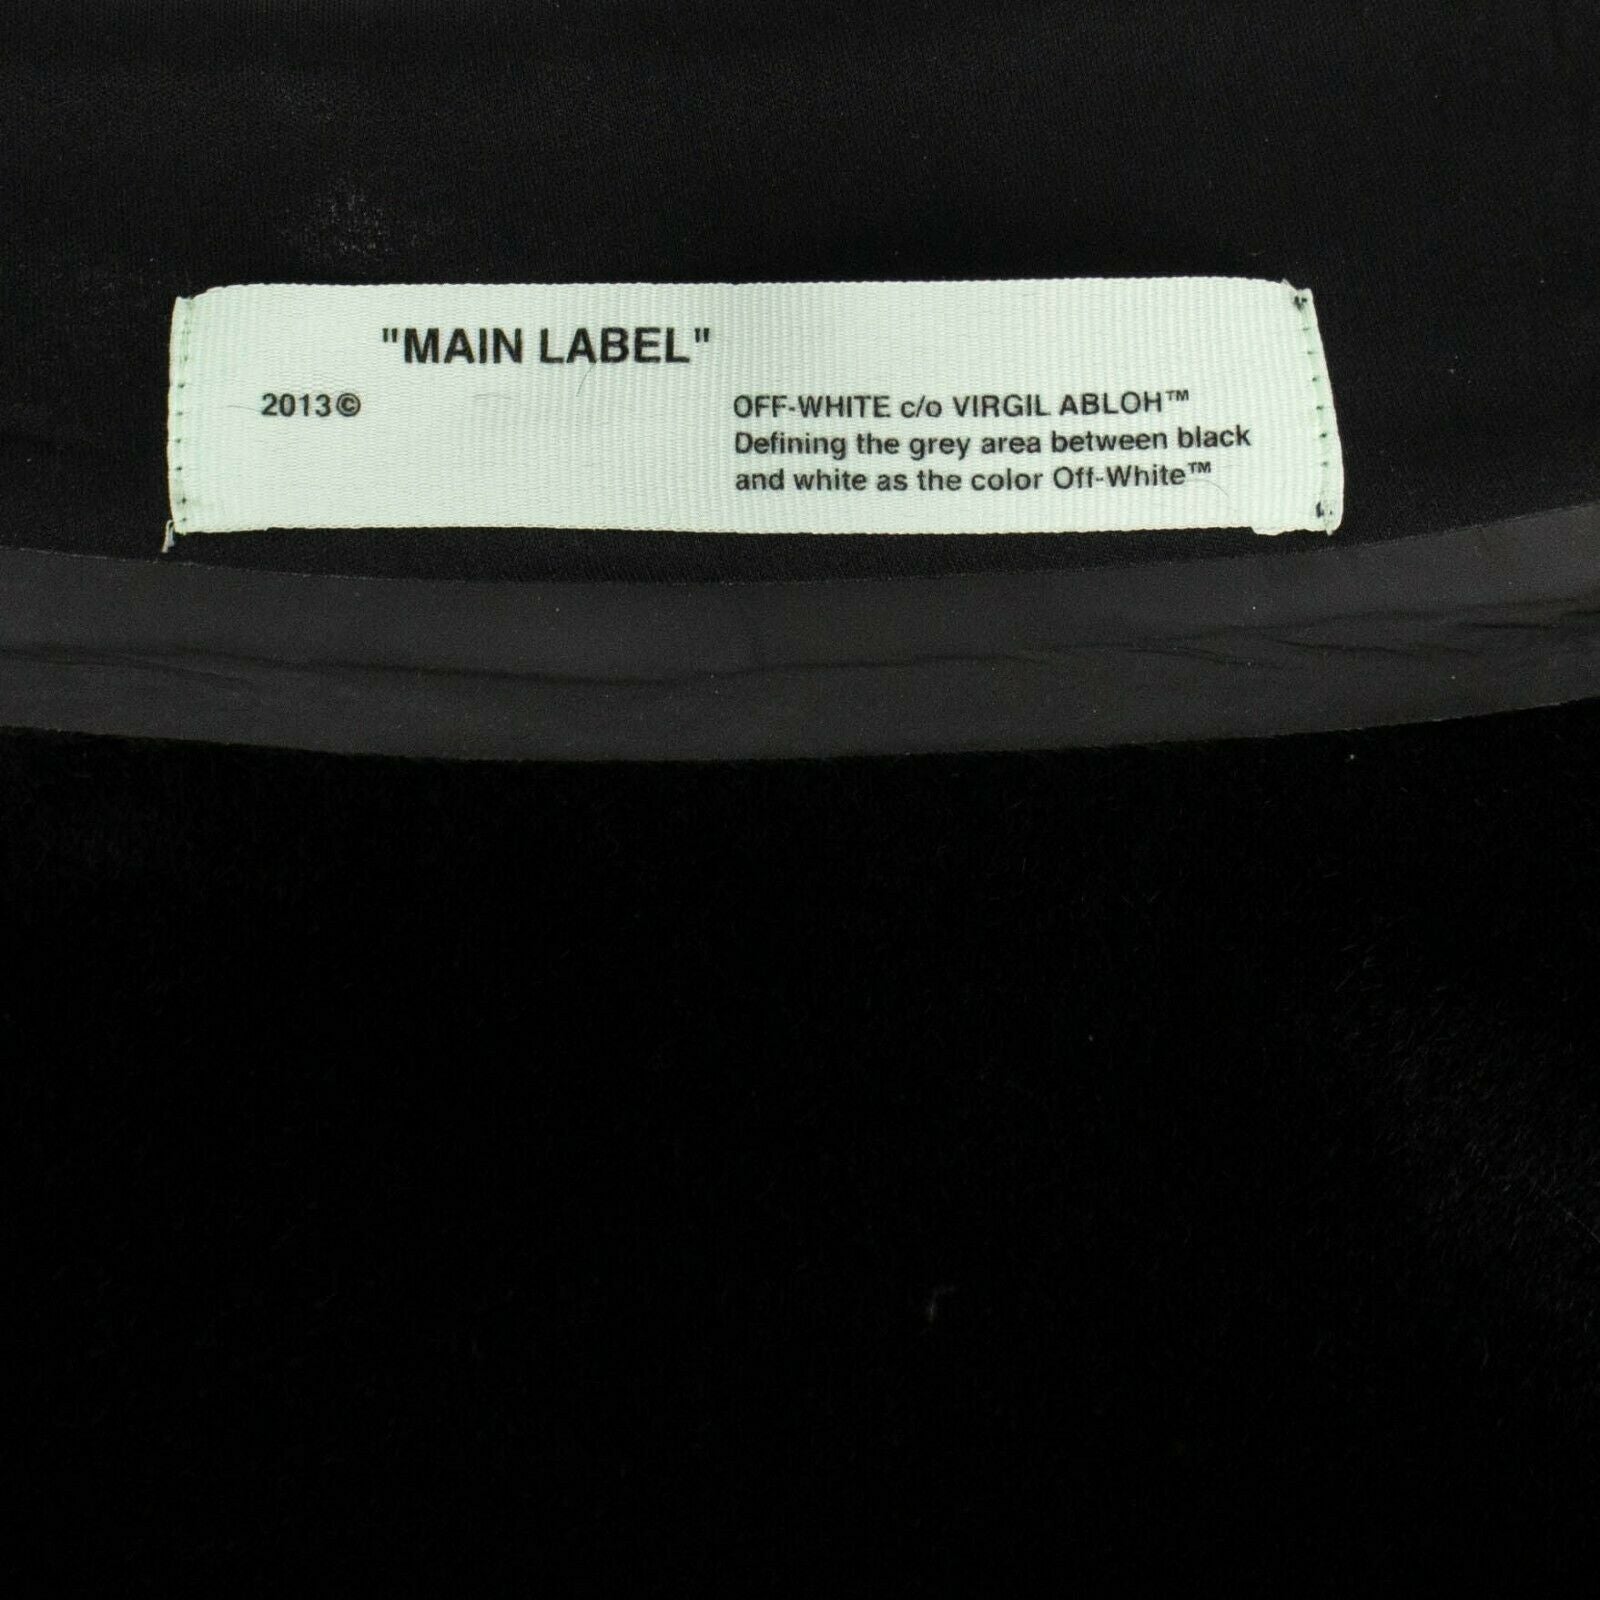 "MAIN LABEL"
2013©
OFF-WHITE c/o VIRGIL ABLOH™
Defining the grey area between black
and white as the color Off-White™